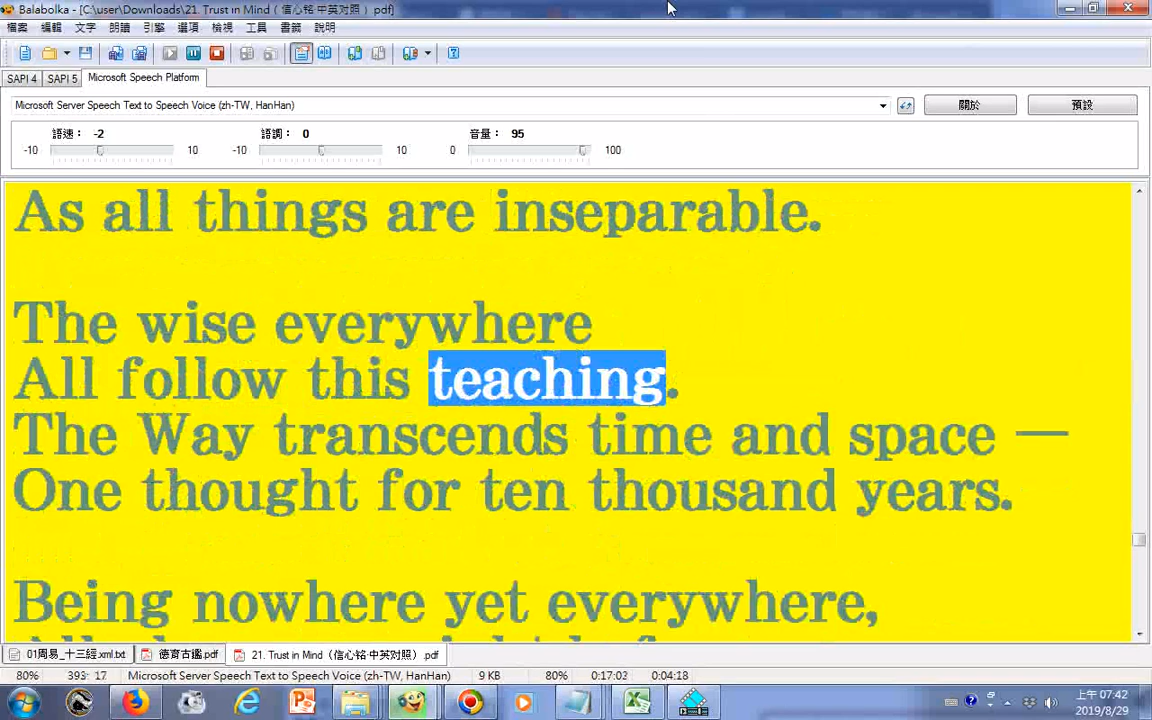 Balabolka - [C:\user\Downloads\21. Trust in Mind（信心铭 中英对照）.pdf]
檔案 編輯 文字 朗讀 引擎 選項 檢視 工具 書籤 說明
SAPI 4 SAPI 5 Microsoft Speech Platform
Microsoft Server Speech Text to Speech Voice (zh-TW, HanHan) 關於 預設
語速： -2 語調： 0 音量： 95
-10 10 -10 10 0 100
As all things are inseparable.
The wise everywhere
All follow this teaching.
The Way transcends time and space —
One thought for ten thousand years.
Being nowhere yet everywhere,
01周易_十三經.xml.txt 德育古鑑.pdf 21. Trust in Mind（信心铭·中英对照）.pdf
80% 393: 17 Microsoft Server Speech Text to Speech Voice (zh-TW, HanHan) 9 KB 80% 0:17:03 0:04:18
上午 07:42
2019/8/29